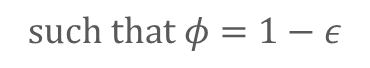 such that ϕ = 1 − ϵ